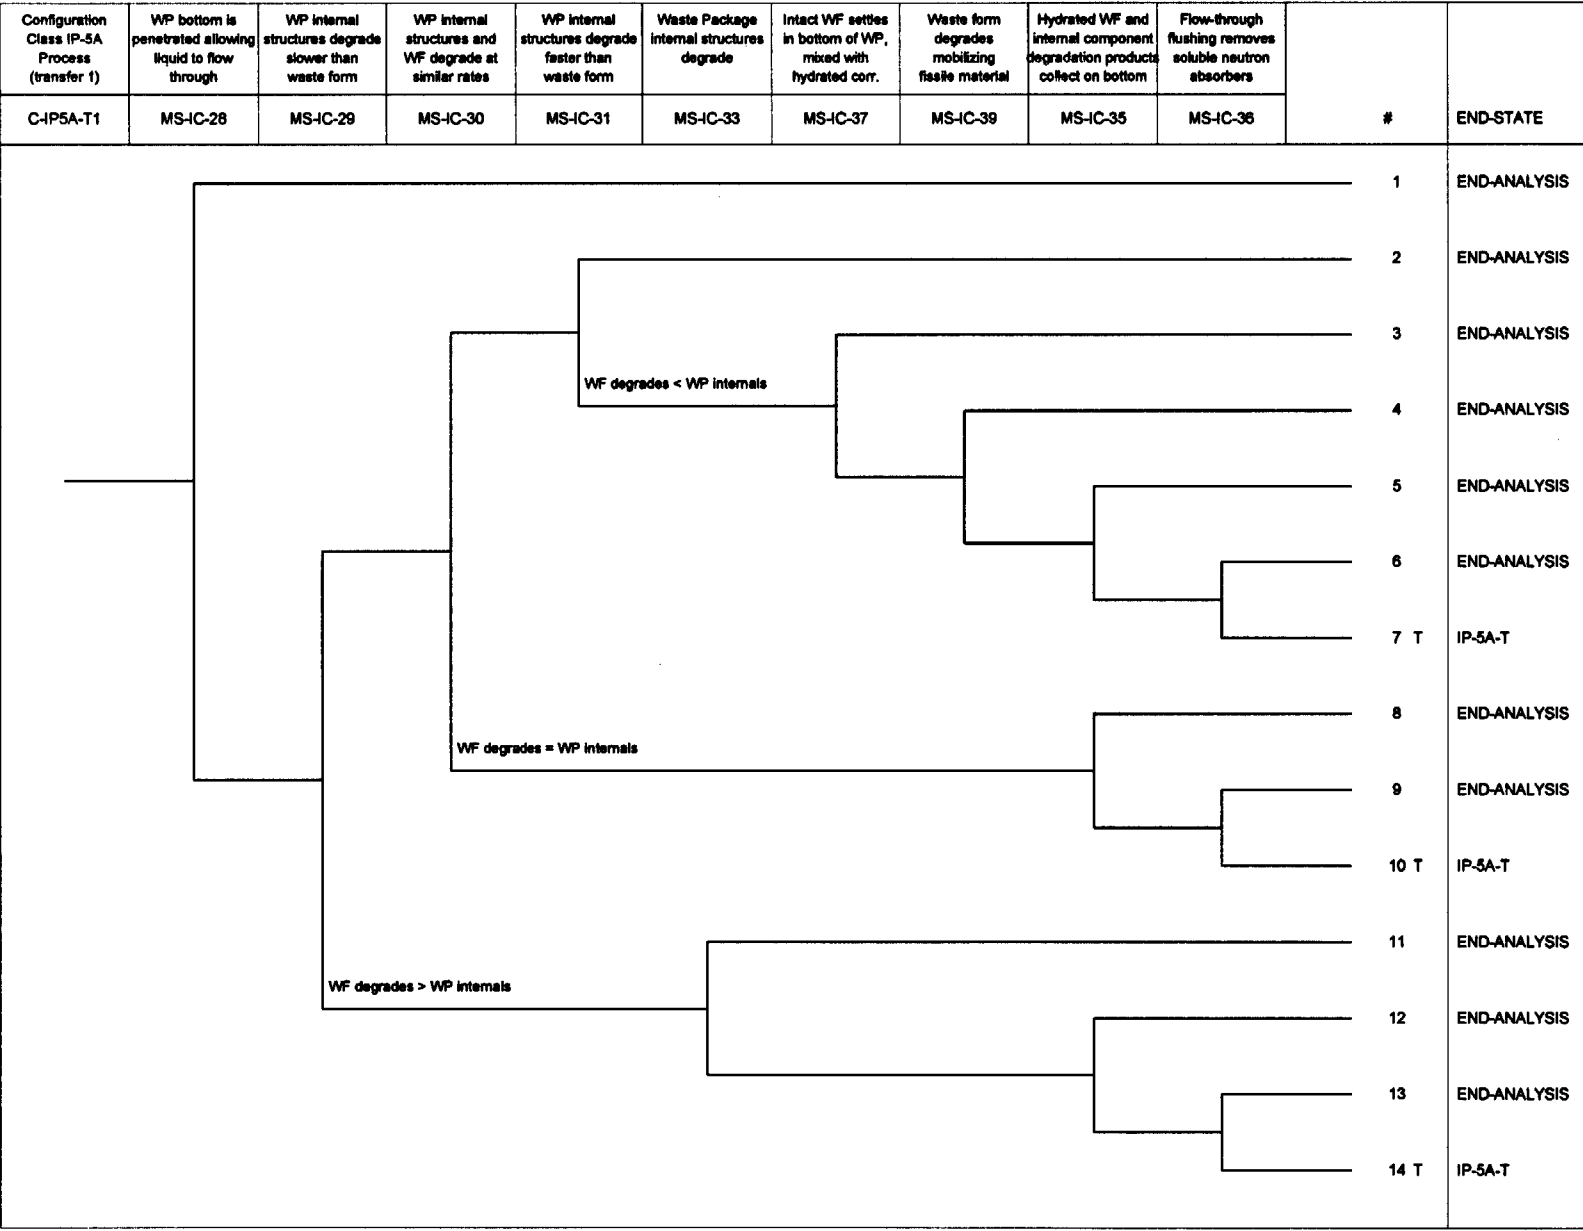 Configuration
Class IP-5A
Process
(transfer 1)
WP bottom is
penetrated allowing
liquid to flow
through
WP internal
structures degrade
slower than
waste form
WP internal
structures and
WF degrade at
similar rates
WP internal
structures degrade
faster than
waste form
Waste Package
internal structures
degrade
Intact WF settles
in bottom of WP,
mixed with
hydrated corr.
Waste form
degrades
mobilizing
fissile material
Hydrated WF and
internal component
degradation products
collect on bottom
Flow-through
flushing removes
soluble neutron
absorbers
C-IP5A-T1 MS-IC-28 MS-IC-29 MS-IC-30 MS-IC-31 MS-IC-33 MS-IC-37 MS-IC-39 MS-IC-35 MS-IC-36 # END-STATE
1 END-ANALYSIS
2 END-ANALYSIS
3 END-ANALYSIS
WF degrades < WP internals
4 END-ANALYSIS
5 END-ANALYSIS
6 END-ANALYSIS
7 T IP-5A-T
8 END-ANALYSIS
WF degrades = WP internals
9 END-ANALYSIS
10 T IP-5A-T
11 END-ANALYSIS
WF degrades > WP internals
12 END-ANALYSIS
13 END-ANALYSIS
14 T IP-5A-T